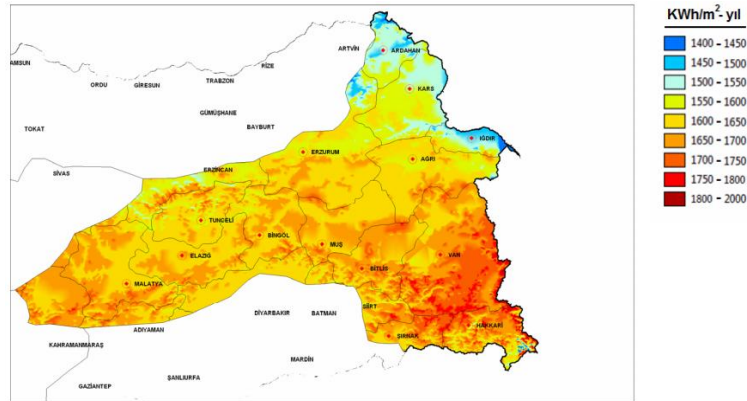 KWh/m²- yıl
1400 - 1450
1450 - 1500
1500 - 1550
1550 - 1600
1600 - 1650
1650 - 1700
1700 - 1750
1750 - 1800
1800 - 2000
ARTVİN
ARDAHAN
RİZE
AMSUN
TRABZON
ORDU
GİRESUN
KARS
GÜMÜŞHANE
BAYBURT
TOKAT
IĞDIR
ERZURUM
AĞRI
ERZİNCAN
SİVAS
TUNCELİ
BİNGÖL
MUŞ
VAN
ELAZIĞ
BİTLİS
MALATYA
SİİRT
DİYARBAKIR
BATMAN
HAKKARİ
ADIYAMAN
ŞIRNAK
KAHRAMANMARAŞ
MARDİN
ŞANLIURFA
GAZİANTEP